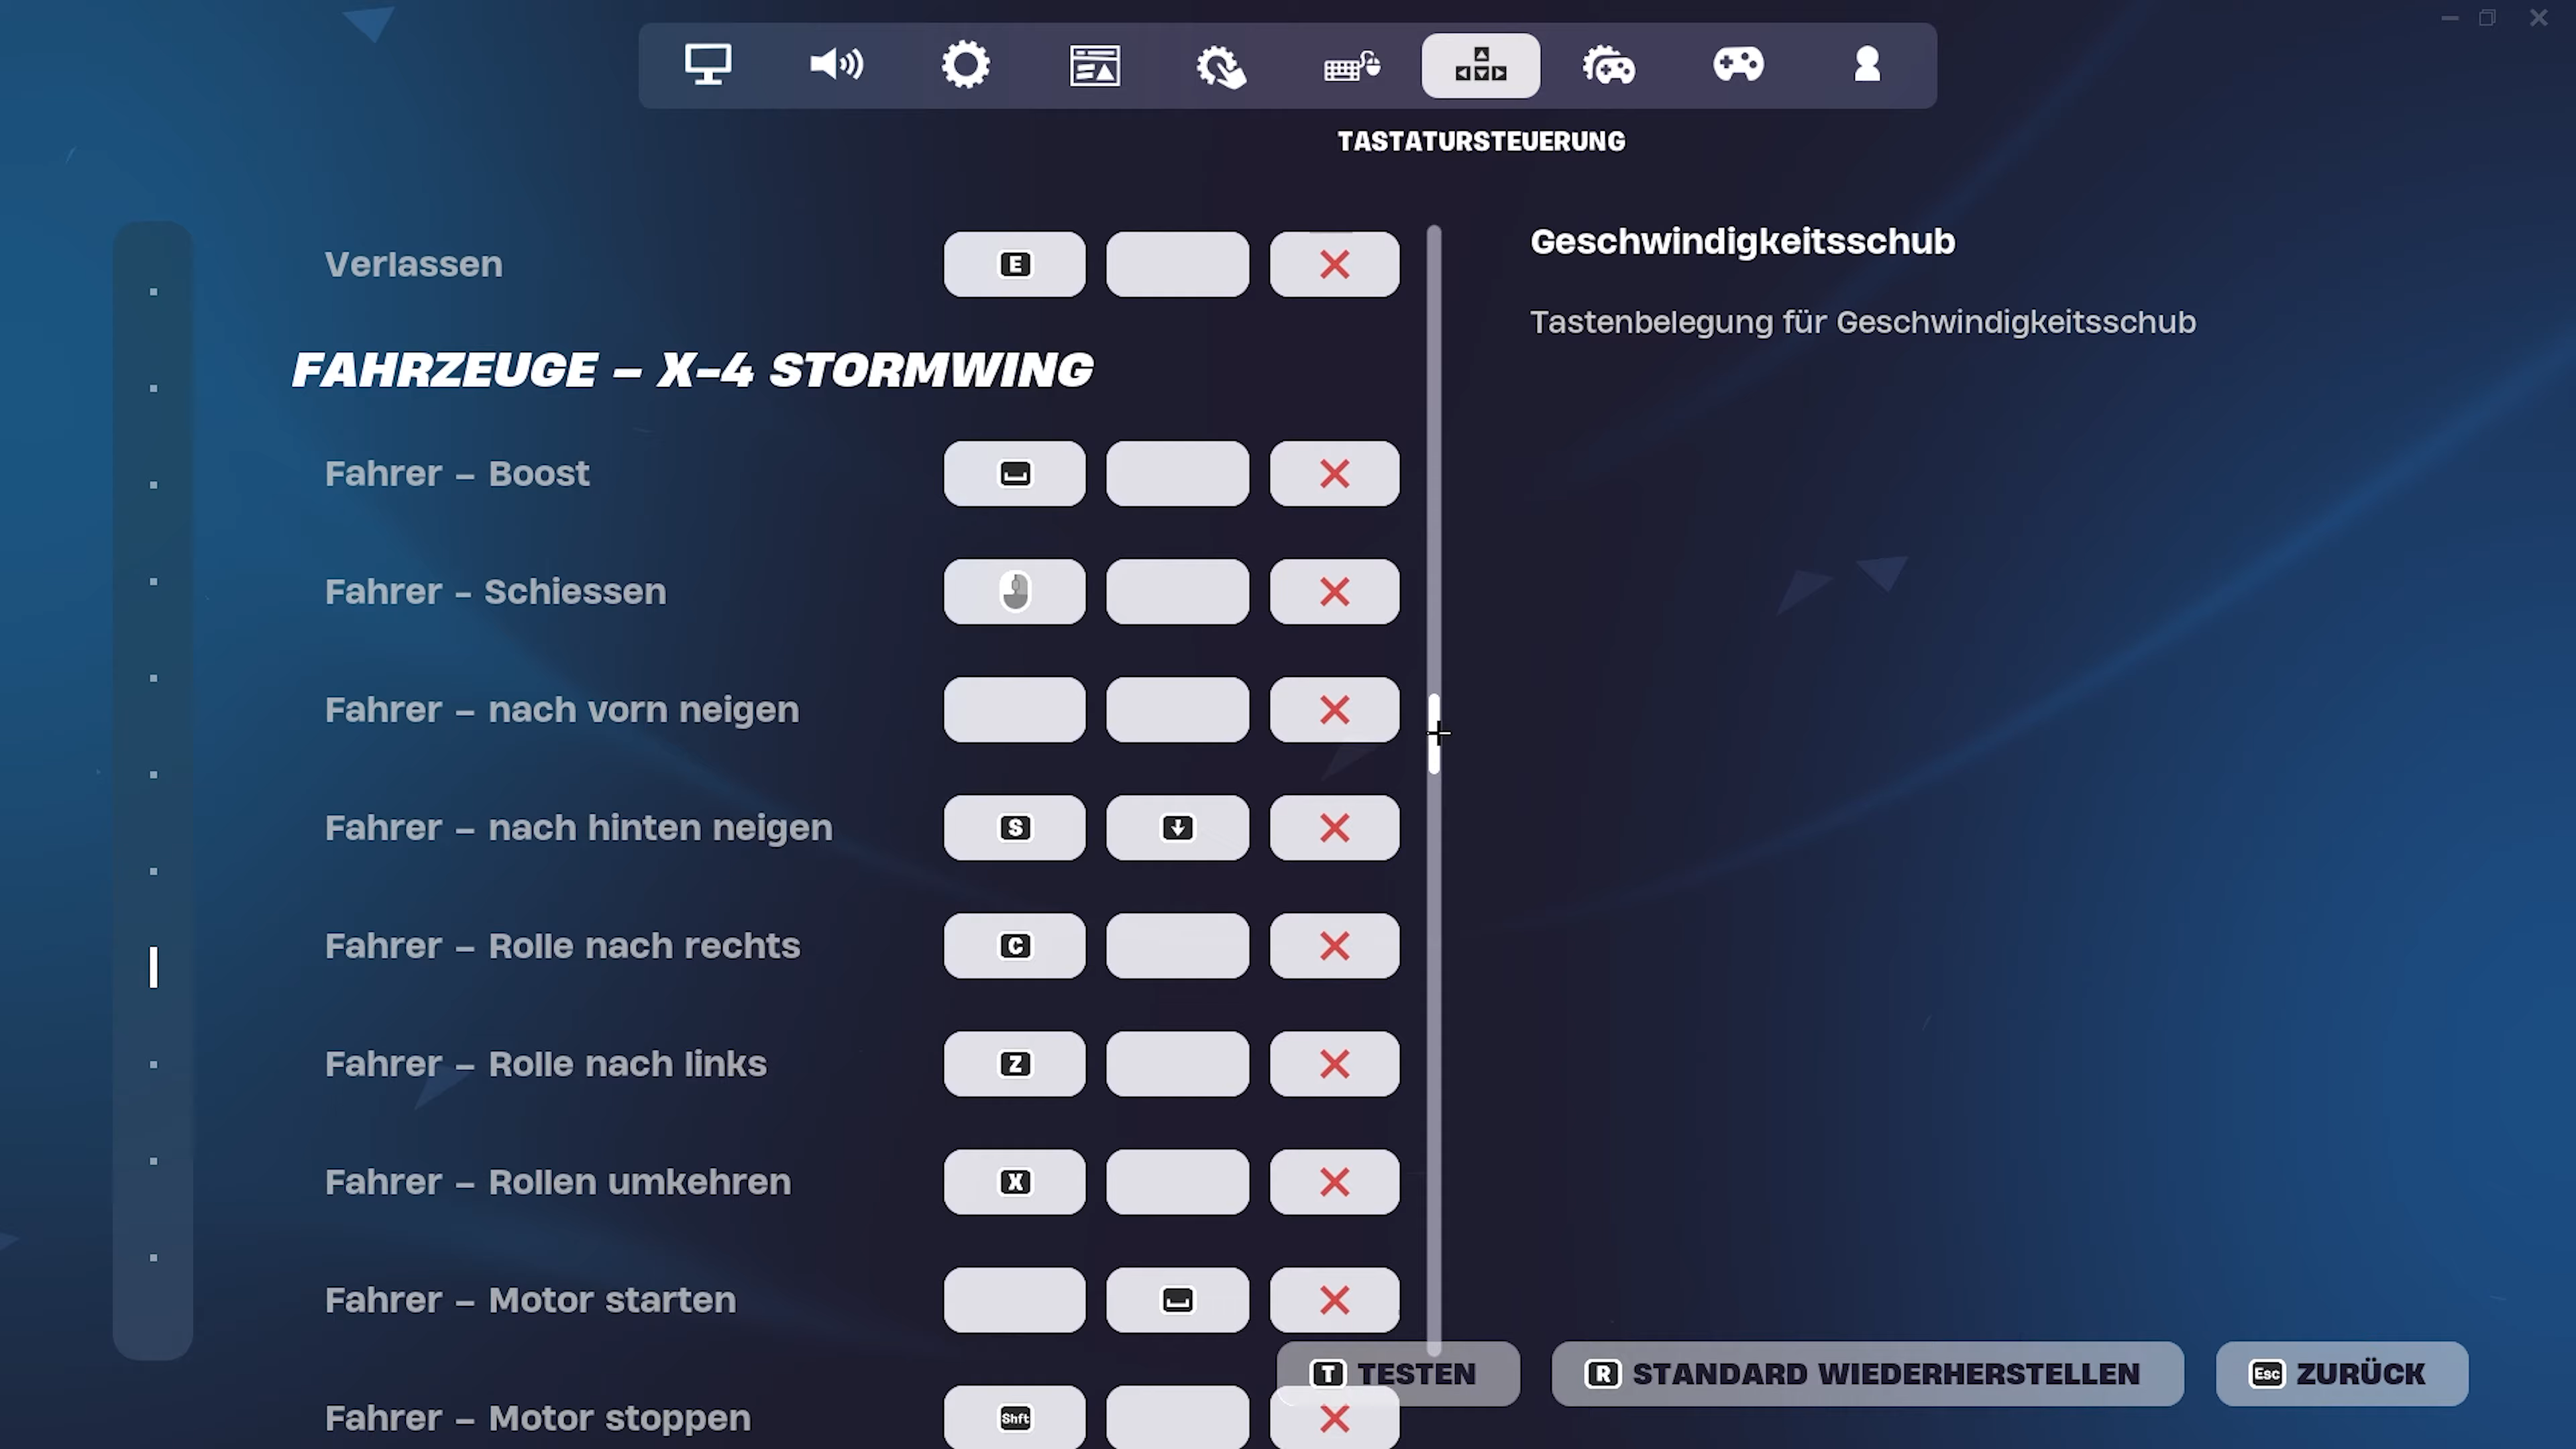 TASTATURSTEUERUNG
Verlassen E
Geschwindigkeitsschub
Tastenbelegung für Geschwindigkeitsschub
FAHRZEUGE – X-4 STORMWING
Fahrer – Boost
Fahrer - Schiessen
Fahrer – nach vorn neigen
Fahrer – nach hinten neigen S
Fahrer – Rolle nach rechts C
Fahrer – Rolle nach links Z
Fahrer – Rollen umkehren X
Fahrer – Motor starten
Fahrer – Motor stoppen Shft
T TESTEN
R STANDARD WIEDERHERSTELLEN
Esc ZURÜCK